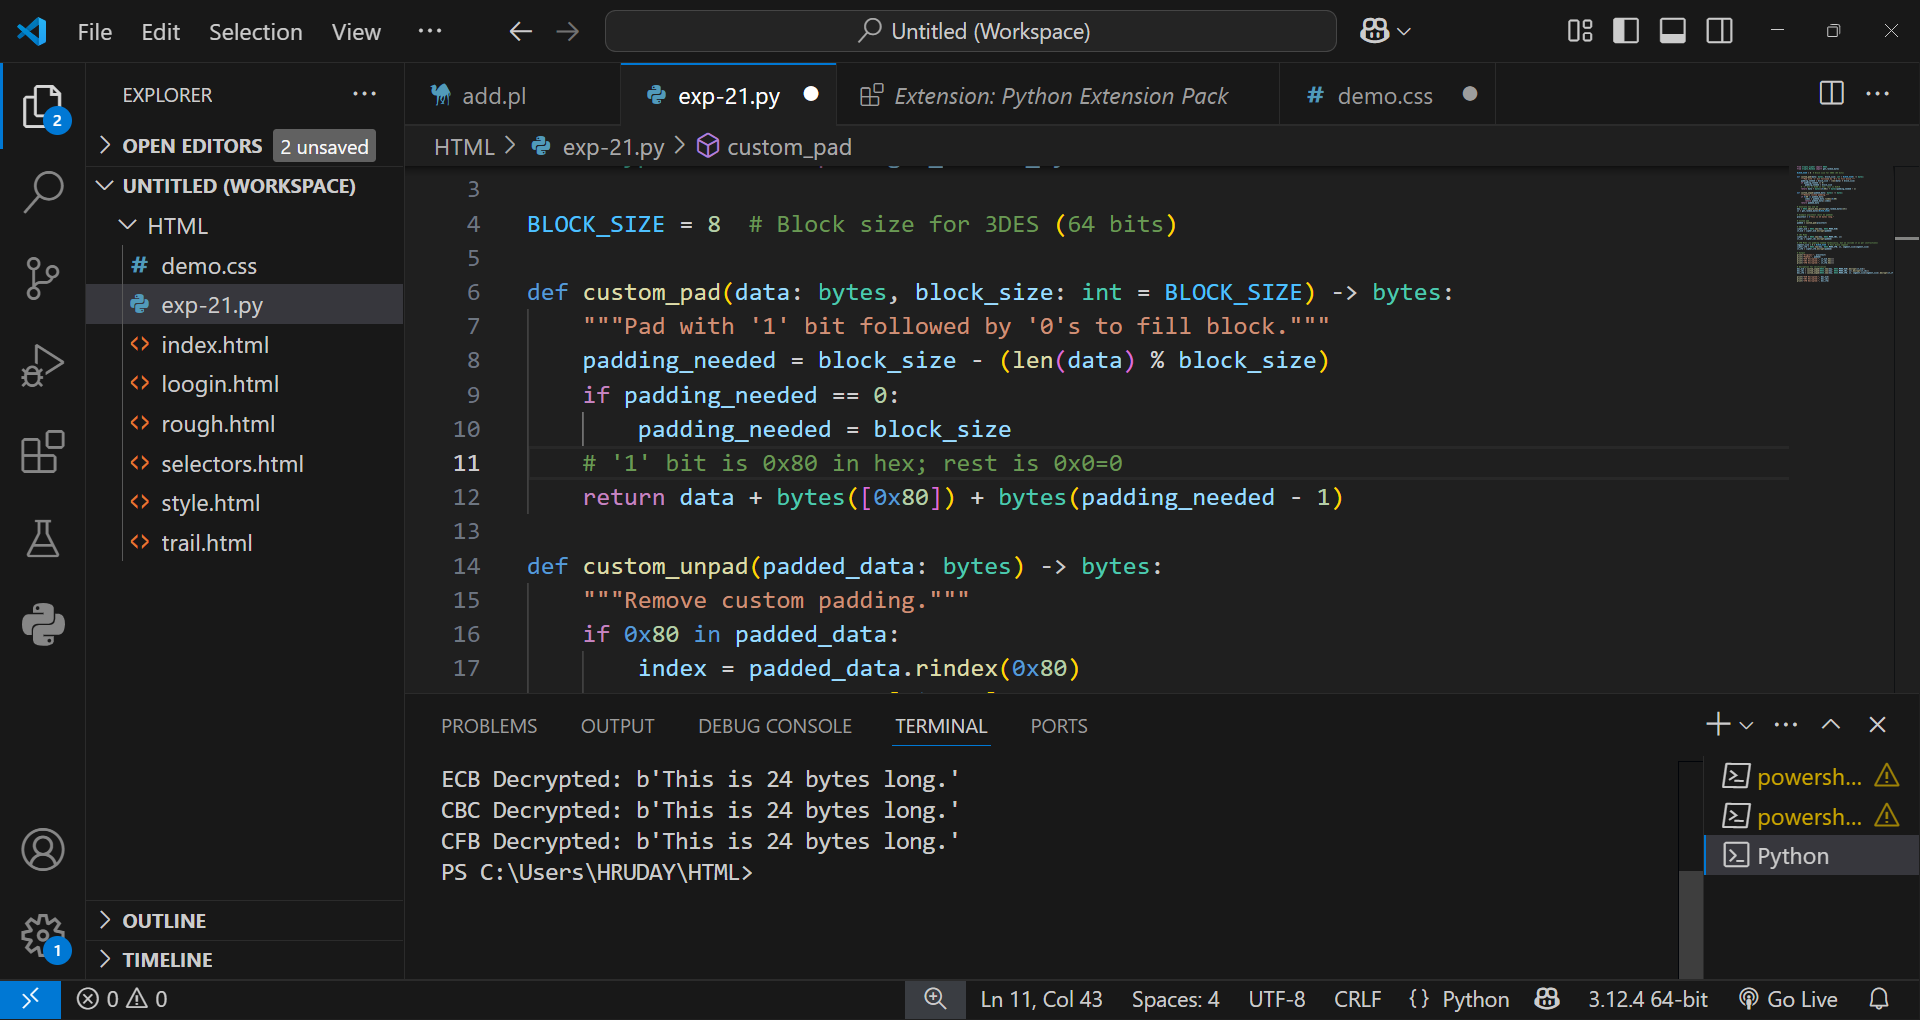 File Edit Selection View ··· Untitled (Workspace)
EXPLORER ···
OPEN EDITORS 2 unsaved
UNTITLED (WORKSPACE)
HTML
# demo.css
exp-21.py
<> index.html
<> loogin.html
<> rough.html
<> selectors.html
<> style.html
<> trail.html
OUTLINE
TIMELINE
2
1
add.pl exp-21.py Extension: Python Extension Pack # demo.css
HTML > exp-21.py > custom_pad
3
4 BLOCK_SIZE = 8 # Block size for 3DES (64 bits)
5
6 def custom_pad(data: bytes, block_size: int = BLOCK_SIZE) -> bytes:
7 """Pad with '1' bit followed by '0's to fill block."""
8 padding_needed = block_size - (len(data) % block_size)
9 if padding_needed == 0:
10 padding_needed = block_size
11 # '1' bit is 0x80 in hex; rest is 0x0=0
12 return data + bytes([0x80]) + bytes(padding_needed - 1)
13
14 def custom_unpad(padded_data: bytes) -> bytes:
15 """Remove custom padding."""
16 if 0x80 in padded_data:
17 index = padded_data.rindex(0x80)
PROBLEMS OUTPUT DEBUG CONSOLE TERMINAL PORTS
ECB Decrypted: b'This is 24 bytes long.'
CBC Decrypted: b'This is 24 bytes long.'
CFB Decrypted: b'This is 24 bytes long.'
PS C:\Users\HRUDAY\HTML>
powersh...
powersh...
Python
0 0 Ln 11, Col 43 Spaces: 4 UTF-8 CRLF {} Python 3.12.4 64-bit Go Live